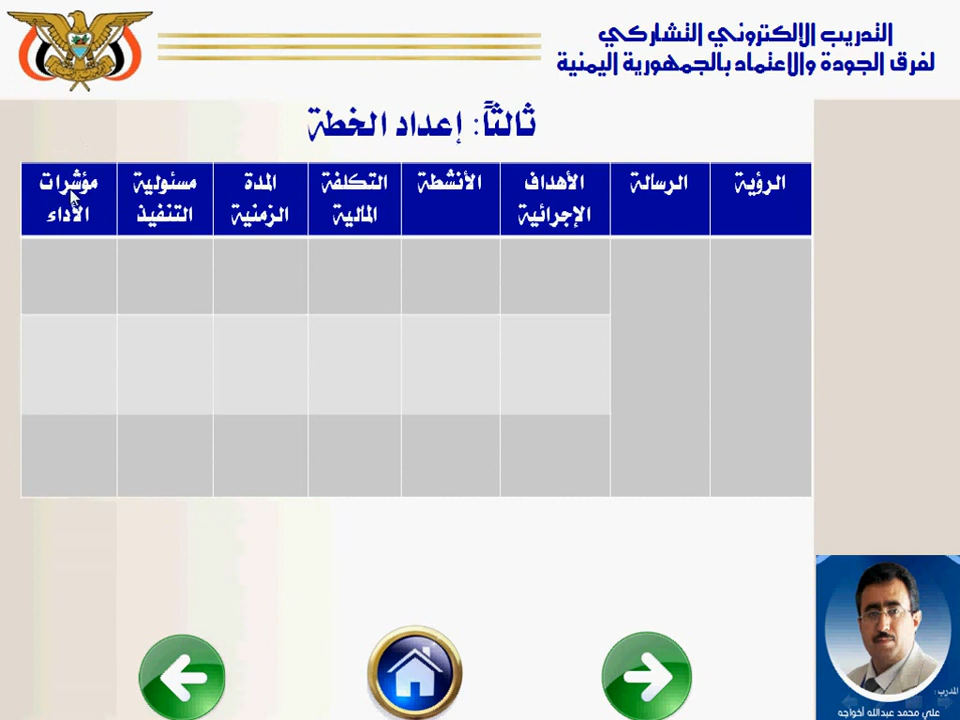 التدريب الإلكتروني التشاركي
لفرق الجودة والاعتماد بالجمهورية اليمنية
ثالثاً: إعداد الخطة
الرؤية
الرسالة
الأهداف
الإجرائية
الأنشطة
التكلفة
المالية
المدة
الزمنية
مسئولية
التنفيذ
مؤشرات
الأداء
المدرب:
علي محمد عبدالله أخواجه